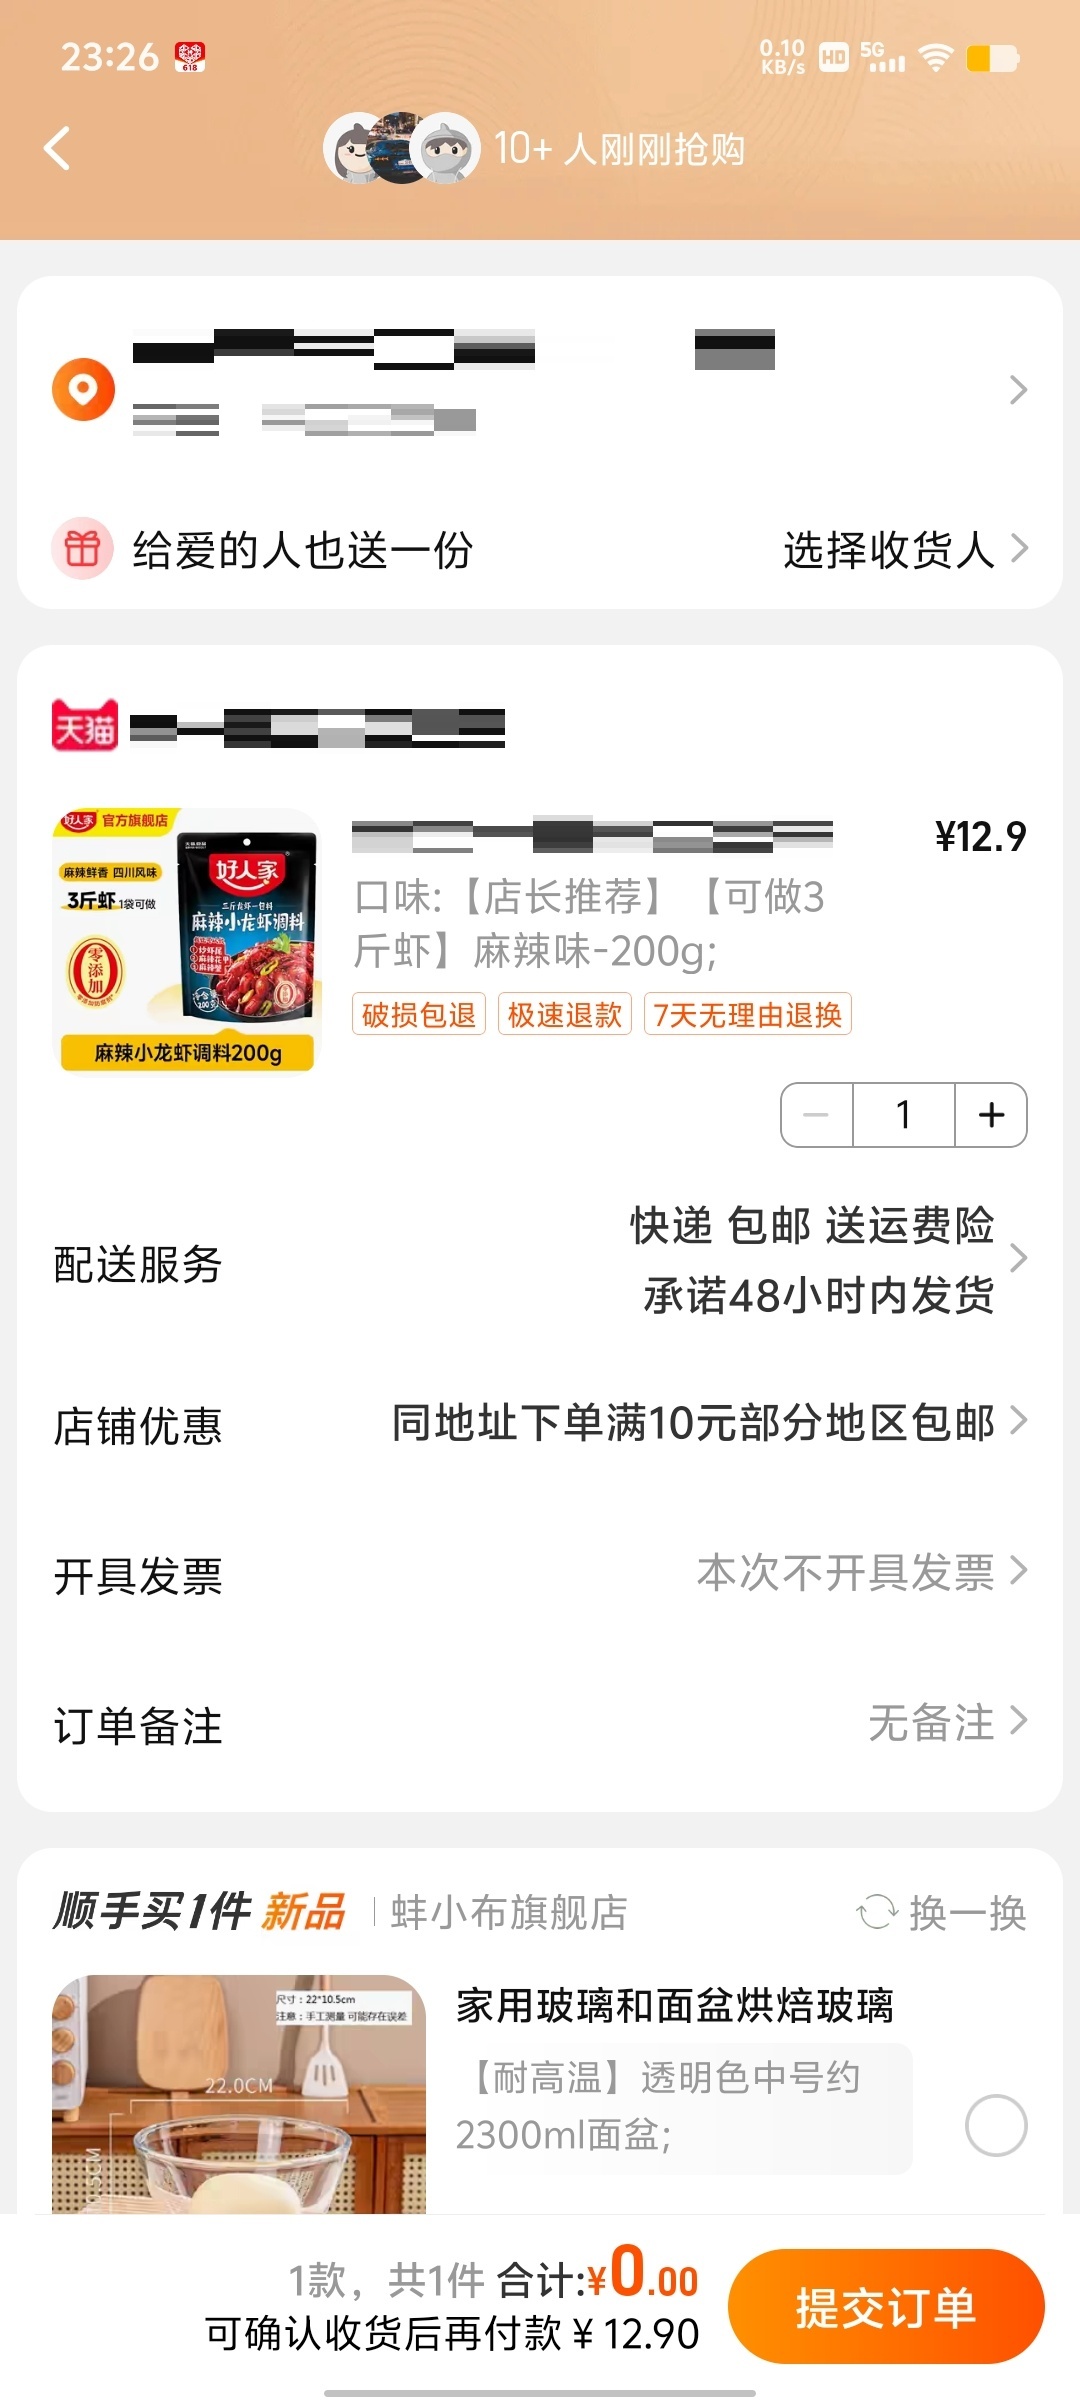 23:26
618
0.10 KB/s HD 5G
10+ 人刚刚抢购
给爱的人也送一份
选择收货人
天猫
好人家 官方旗舰店
麻辣鲜香 四川风味
3斤虾 1袋可做
零添加
好人家
三斤龙虾一包料
麻辣小龙虾调料
麻辣小龙虾调料200g
¥12.9
口味:【店长推荐】【可做3
斤虾】麻辣味-200g;
破损包退 极速退款 7天无理由退换
1
配送服务
快递 包邮 送运费险
承诺48小时内发货
店铺优惠
同地址下单满10元部分地区包邮
开具发票
本次不开具发票
订单备注
无备注
顺手买1件 新品 蚌小布旗舰店
换一换
尺寸：22*10.5cm
注意：手工测量 可能存在误差
22.0CM
家用玻璃和面盆烘焙玻璃
【耐高温】透明色中号约
2300ml面盆;
1款，共1件 合计:¥0.00
可确认收货后再付款 ¥ 12.90
提交订单